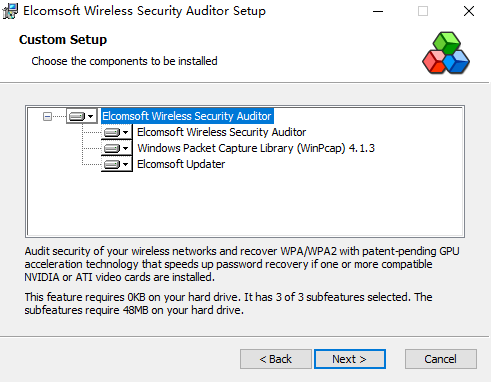 Elcomsoft Wireless Security Auditor Setup
Custom Setup
Choose the components to be installed
Elcomsoft Wireless Security Auditor
Elcomsoft Wireless Security Auditor
Windows Packet Capture Library (WinPcap) 4.1.3
Elcomsoft Updater
Audit security of your wireless networks and recover WPA/WPA2 with patent-pending GPU
acceleration technology that speeds up password recovery if one or more compatible
NVIDIA or ATI video cards are installed.
This feature requires 0KB on your hard drive. It has 3 of 3 subfeatures selected. The
subfeatures require 48MB on your hard drive.
< Back
Next >
Cancel